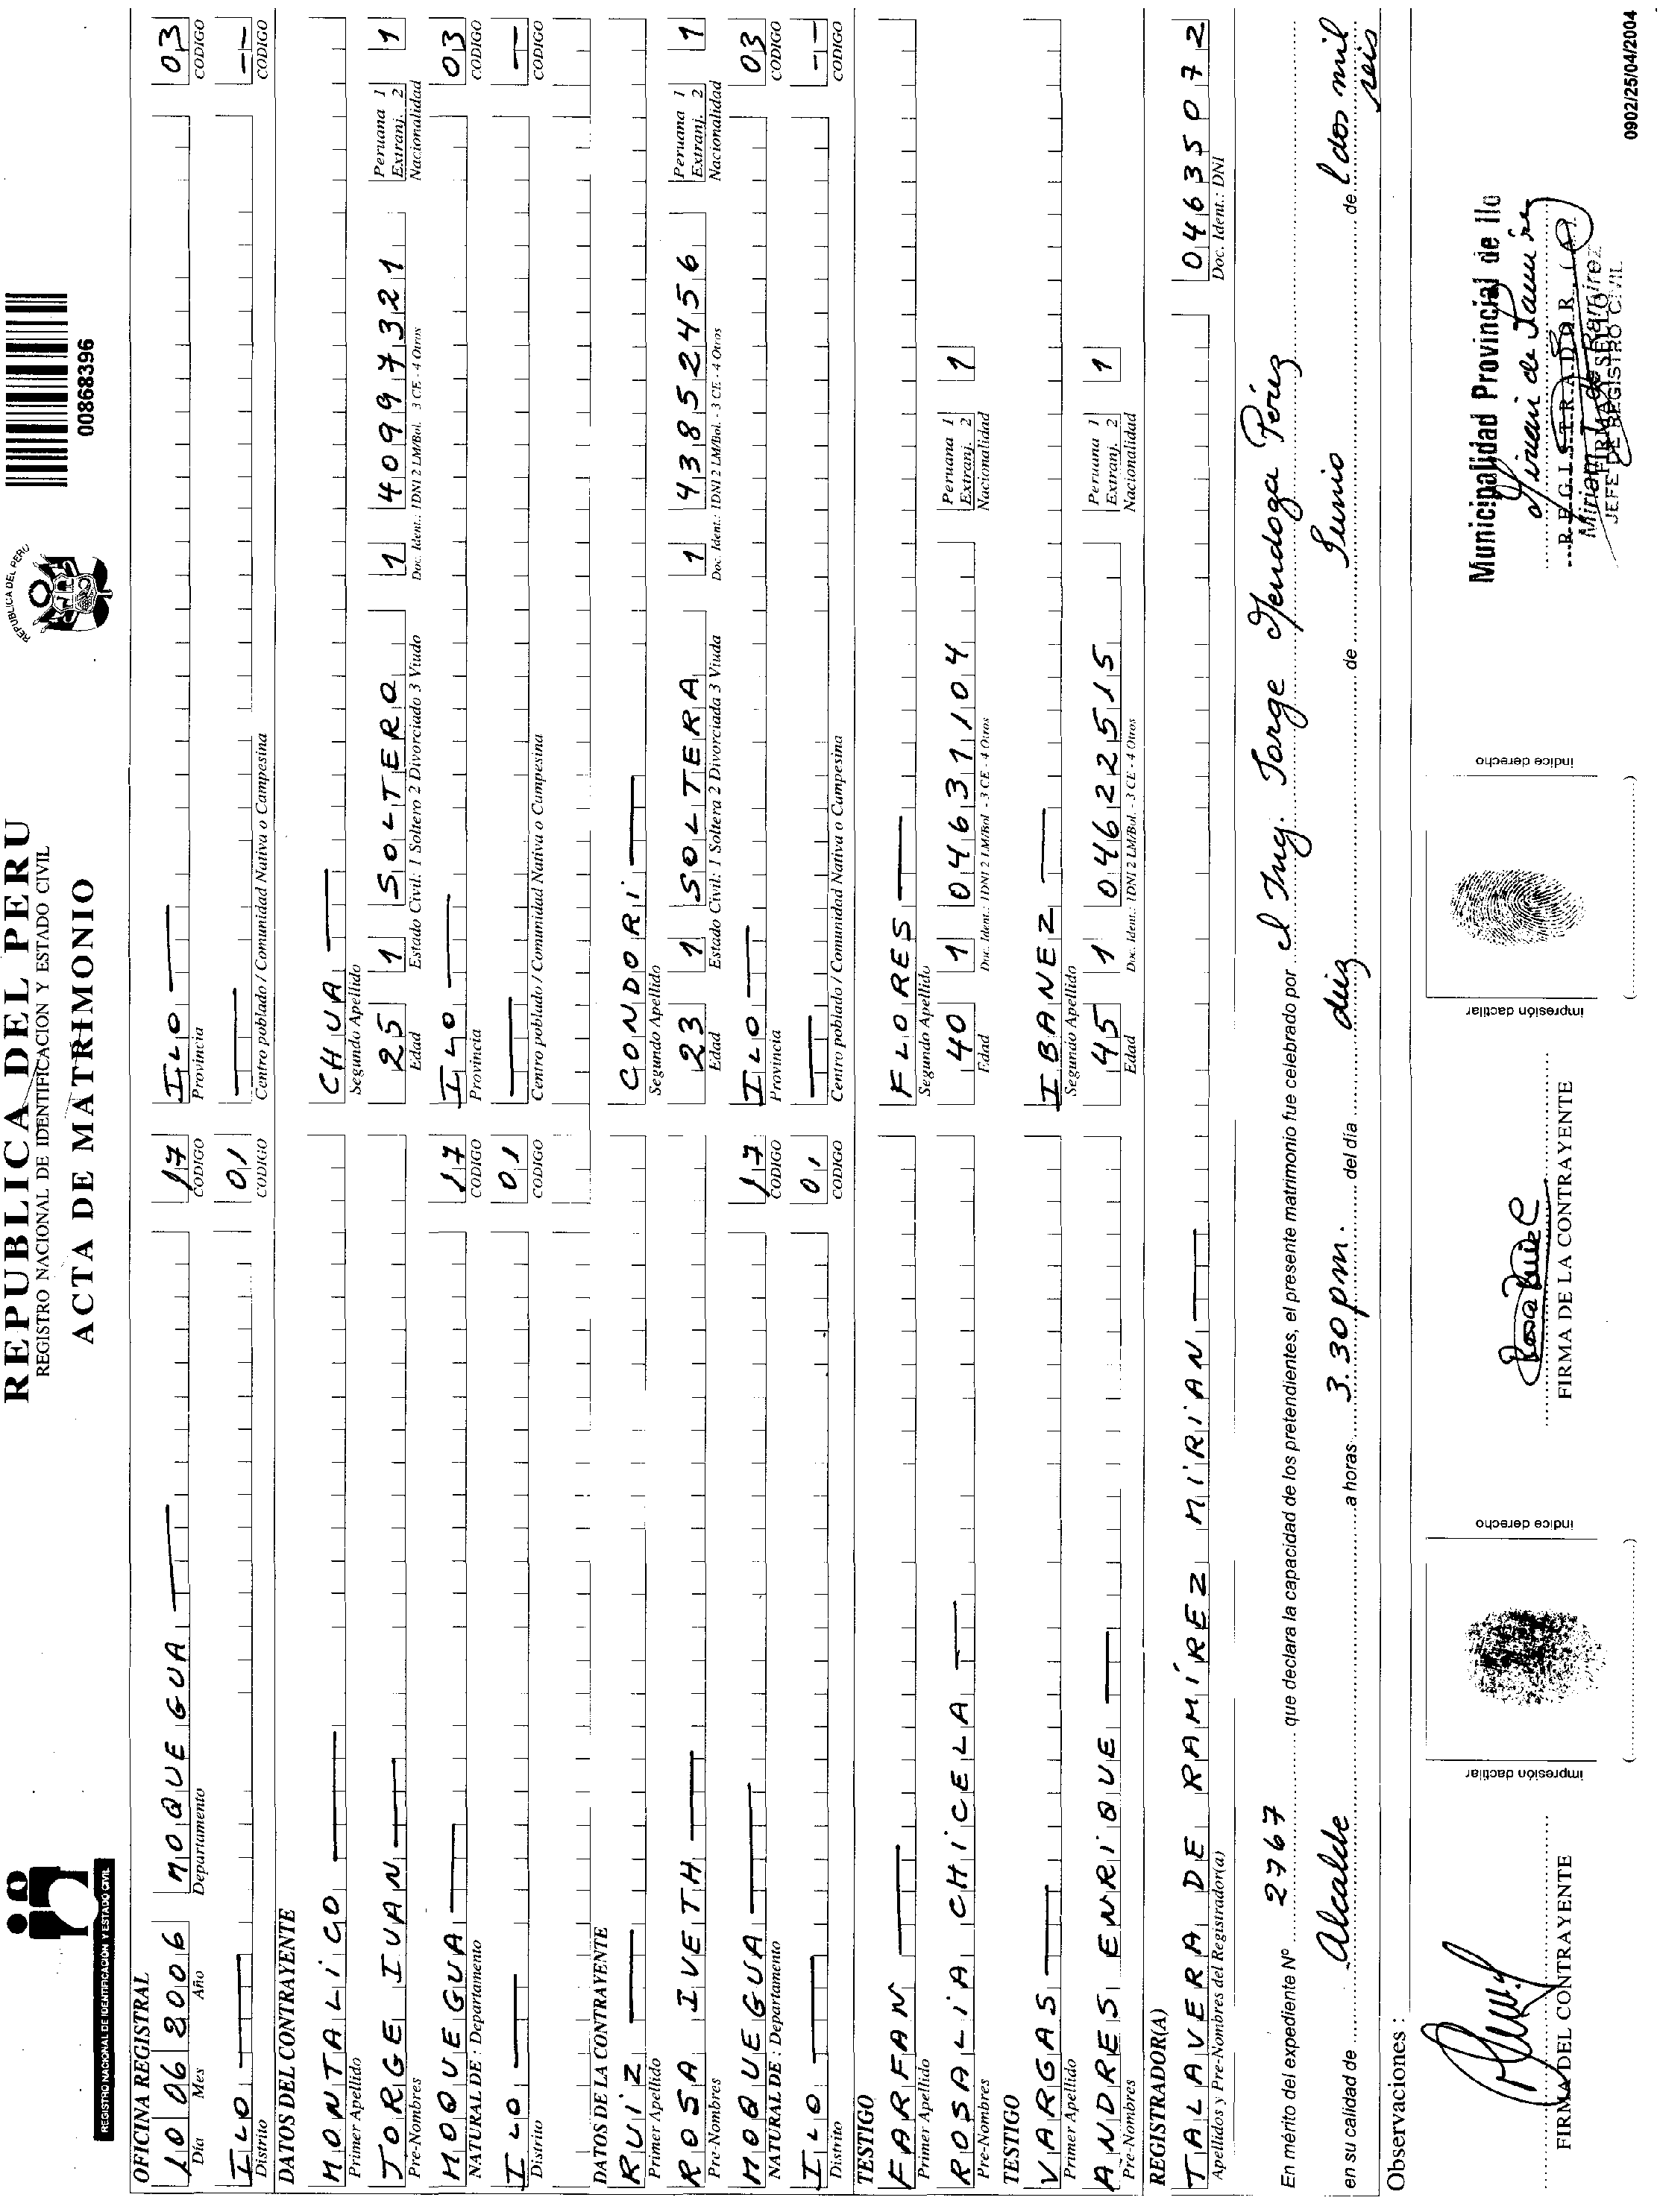 REGISTRO NACIONAL DE IDENTIFICACIÓN Y ESTADO CIVIL
REPUBLICA DEL PERU
REGISTRO NACIONAL DE IDENTIFICACION Y ESTADO CIVIL
ACTA DE MATRIMONIO
REPUBLICA DEL PERU
00868396
OFICINA REGISTRAL
10 06 2006 MOQUEGUA 17 ILO 03
Día Mes Año Departamento CODIGO Provincia CODIGO
ILO 01 --
Distrito CODIGO Centro poblado / Comunidad Nativa o Campesina CODIGO
DATOS DEL CONTRAYENTE
MONTALICO CHUA
Primer Apellido Segundo Apellido
JORGE IVAN 25 1 SOLTERO 1 40997321 Peruana 1 Extranj. 2 1
Pre-Nombres Edad Estado Civil: 1 Soltero 2 Divorciado 3 Viudo Doc. Ident.: 1DNI 2 LM/Bol. 3 CE - 4 Otros Nacionalidad
MOQUEGUA 17 ILO 03
NATURAL DE : Departamento CODIGO Provincia CODIGO
ILO 01 --
Distrito CODIGO Centro poblado / Comunidad Nativa o Campesina CODIGO
DATOS DE LA CONTRAYENTE
RUIZ CONDORI
Primer Apellido Segundo Apellido
ROSA IVETH 23 1 SOLTERA 1 43852456 Peruana 1 Extranj. 2 1
Pre-Nombres Edad Estado Civil: 1 Soltera 2 Divorciada 3 Viuda Doc. Ident.: 1DNI 2 LM/Bol. 3 CE - 4 Otros Nacionalidad
MOQUEGUA 17 ILO 03
NATURAL DE : Departamento CODIGO Provincia CODIGO
ILO 01 --
Distrito CODIGO Centro poblado / Comunidad Nativa o Campesina CODIGO
TESTIGO
FARFAN FLORES
Primer Apellido Segundo Apellido
ROSALIA CHICELA 40 1 04631104 Peruana 1 Extranj. 2 1
Pre-Nombres Edad Doc. Ident.: 1DNI 2 LM/Bol. - 3 CE - 4 Otros Nacionalidad
TESTIGO
VARGAS IBANEZ
Primer Apellido Segundo Apellido
ANDRES ENRIQUE 45 1 04622515 Peruana 1 Extranj. 2 1
Pre-Nombres Edad Doc. Ident.: 1DNI 2 LM/Bol. 3 CE - 4 Otros Nacionalidad
REGISTRADOR(A)
TALAVERA DE RAMÍREZ MIRIAN 04635072
Apellidos y Pre-Nombres del Registrador(a) Doc. Ident.: DNI
En mérito del expediente Nº 2767 que declara la capacidad de los pretendientes, el presente matrimonio fue celebrado por el Ing. Jorge Mendoza Perez
en su calidad de Alcalde a horas 3.30 pm. del día diez de Junio de l dos mil seis
Observaciones :
Municipalidad Provincial de Ilo
REGISTRADOR (A)
FIRMA Y SELLO
Miriam T. de Ramirez
JEFE DE REGISTRO CIVIL
Rosa Ruiz C
FIRMA DEL CONTRAYENTE impresión dactilar índice derecho FIRMA DE LA CONTRAYENTE impresión dactilar índice derecho
0902/25/04/2004